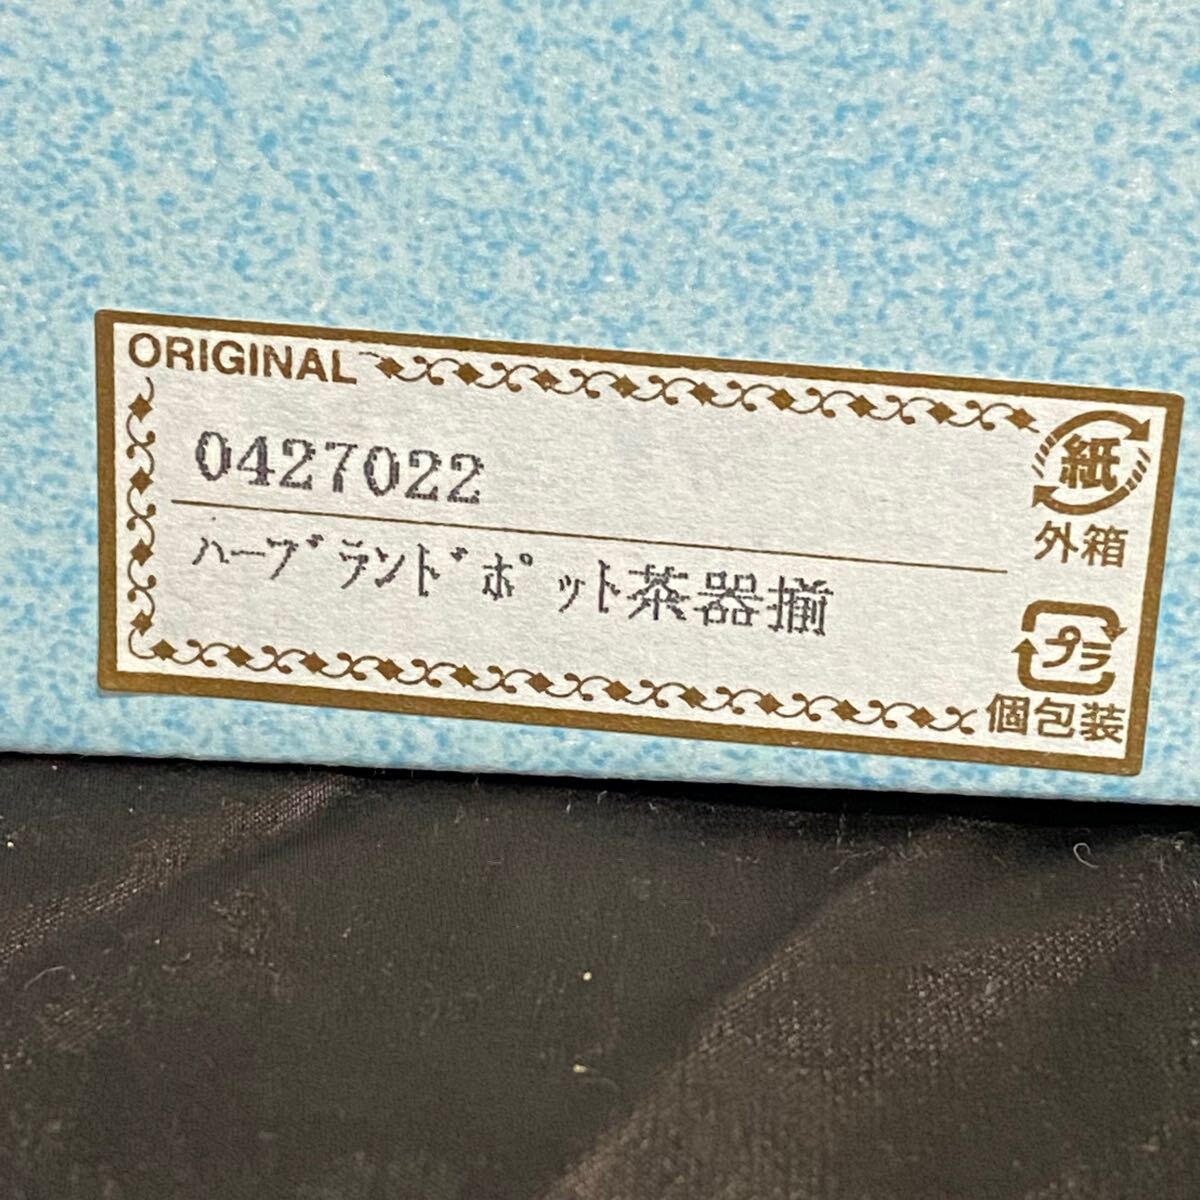 ORIGINAL
0427022
ハーブランドポット茶器揃
紙
外箱
プラ
個包装